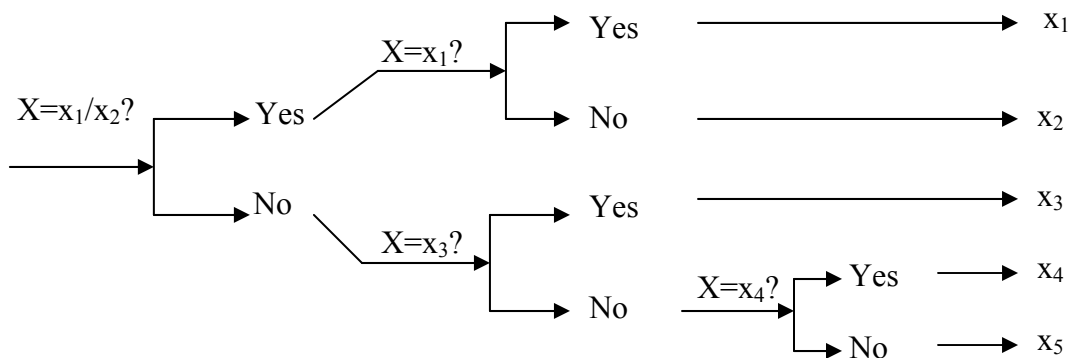 Yes x₁
X=x₁?
X=x₁/x₂? Yes No x₂
No Yes x₃
X=x₃?
X=x₄? Yes x₄
No
No x₅